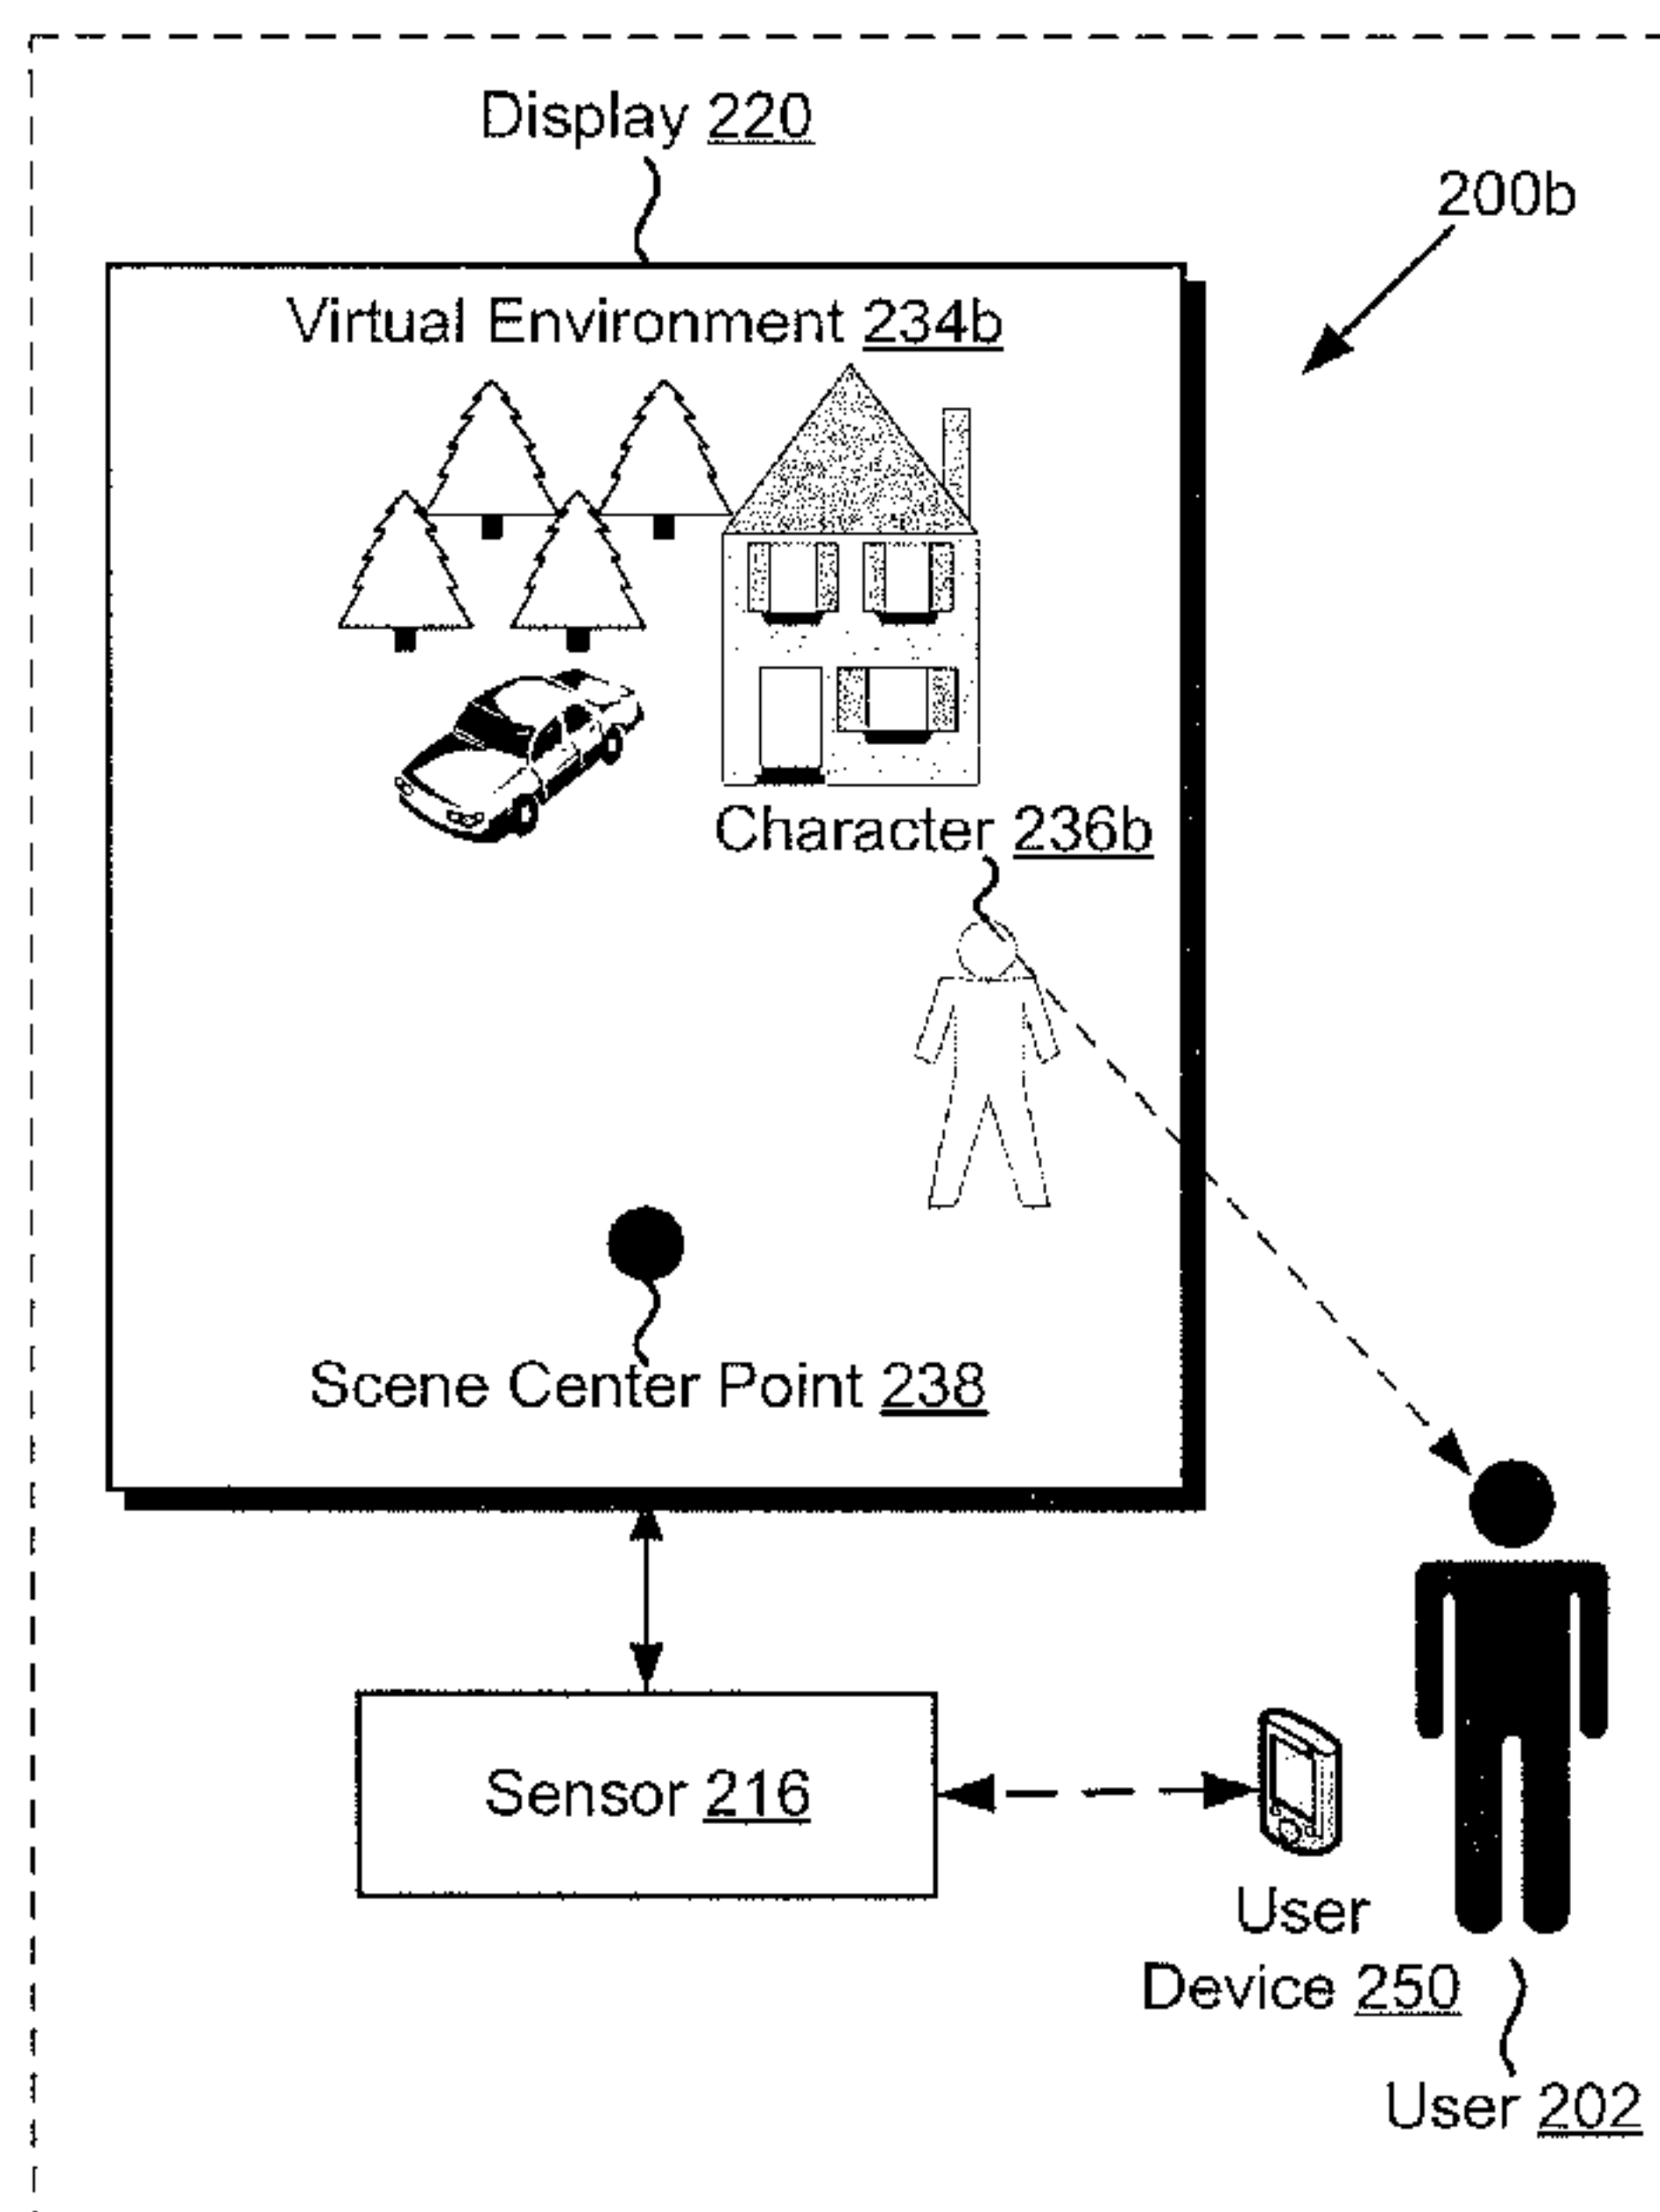 Display 220
200b
Virtual Environment 234b
Character 236b
Scene Center Point 238
Sensor 216
User
Device 250
User 202